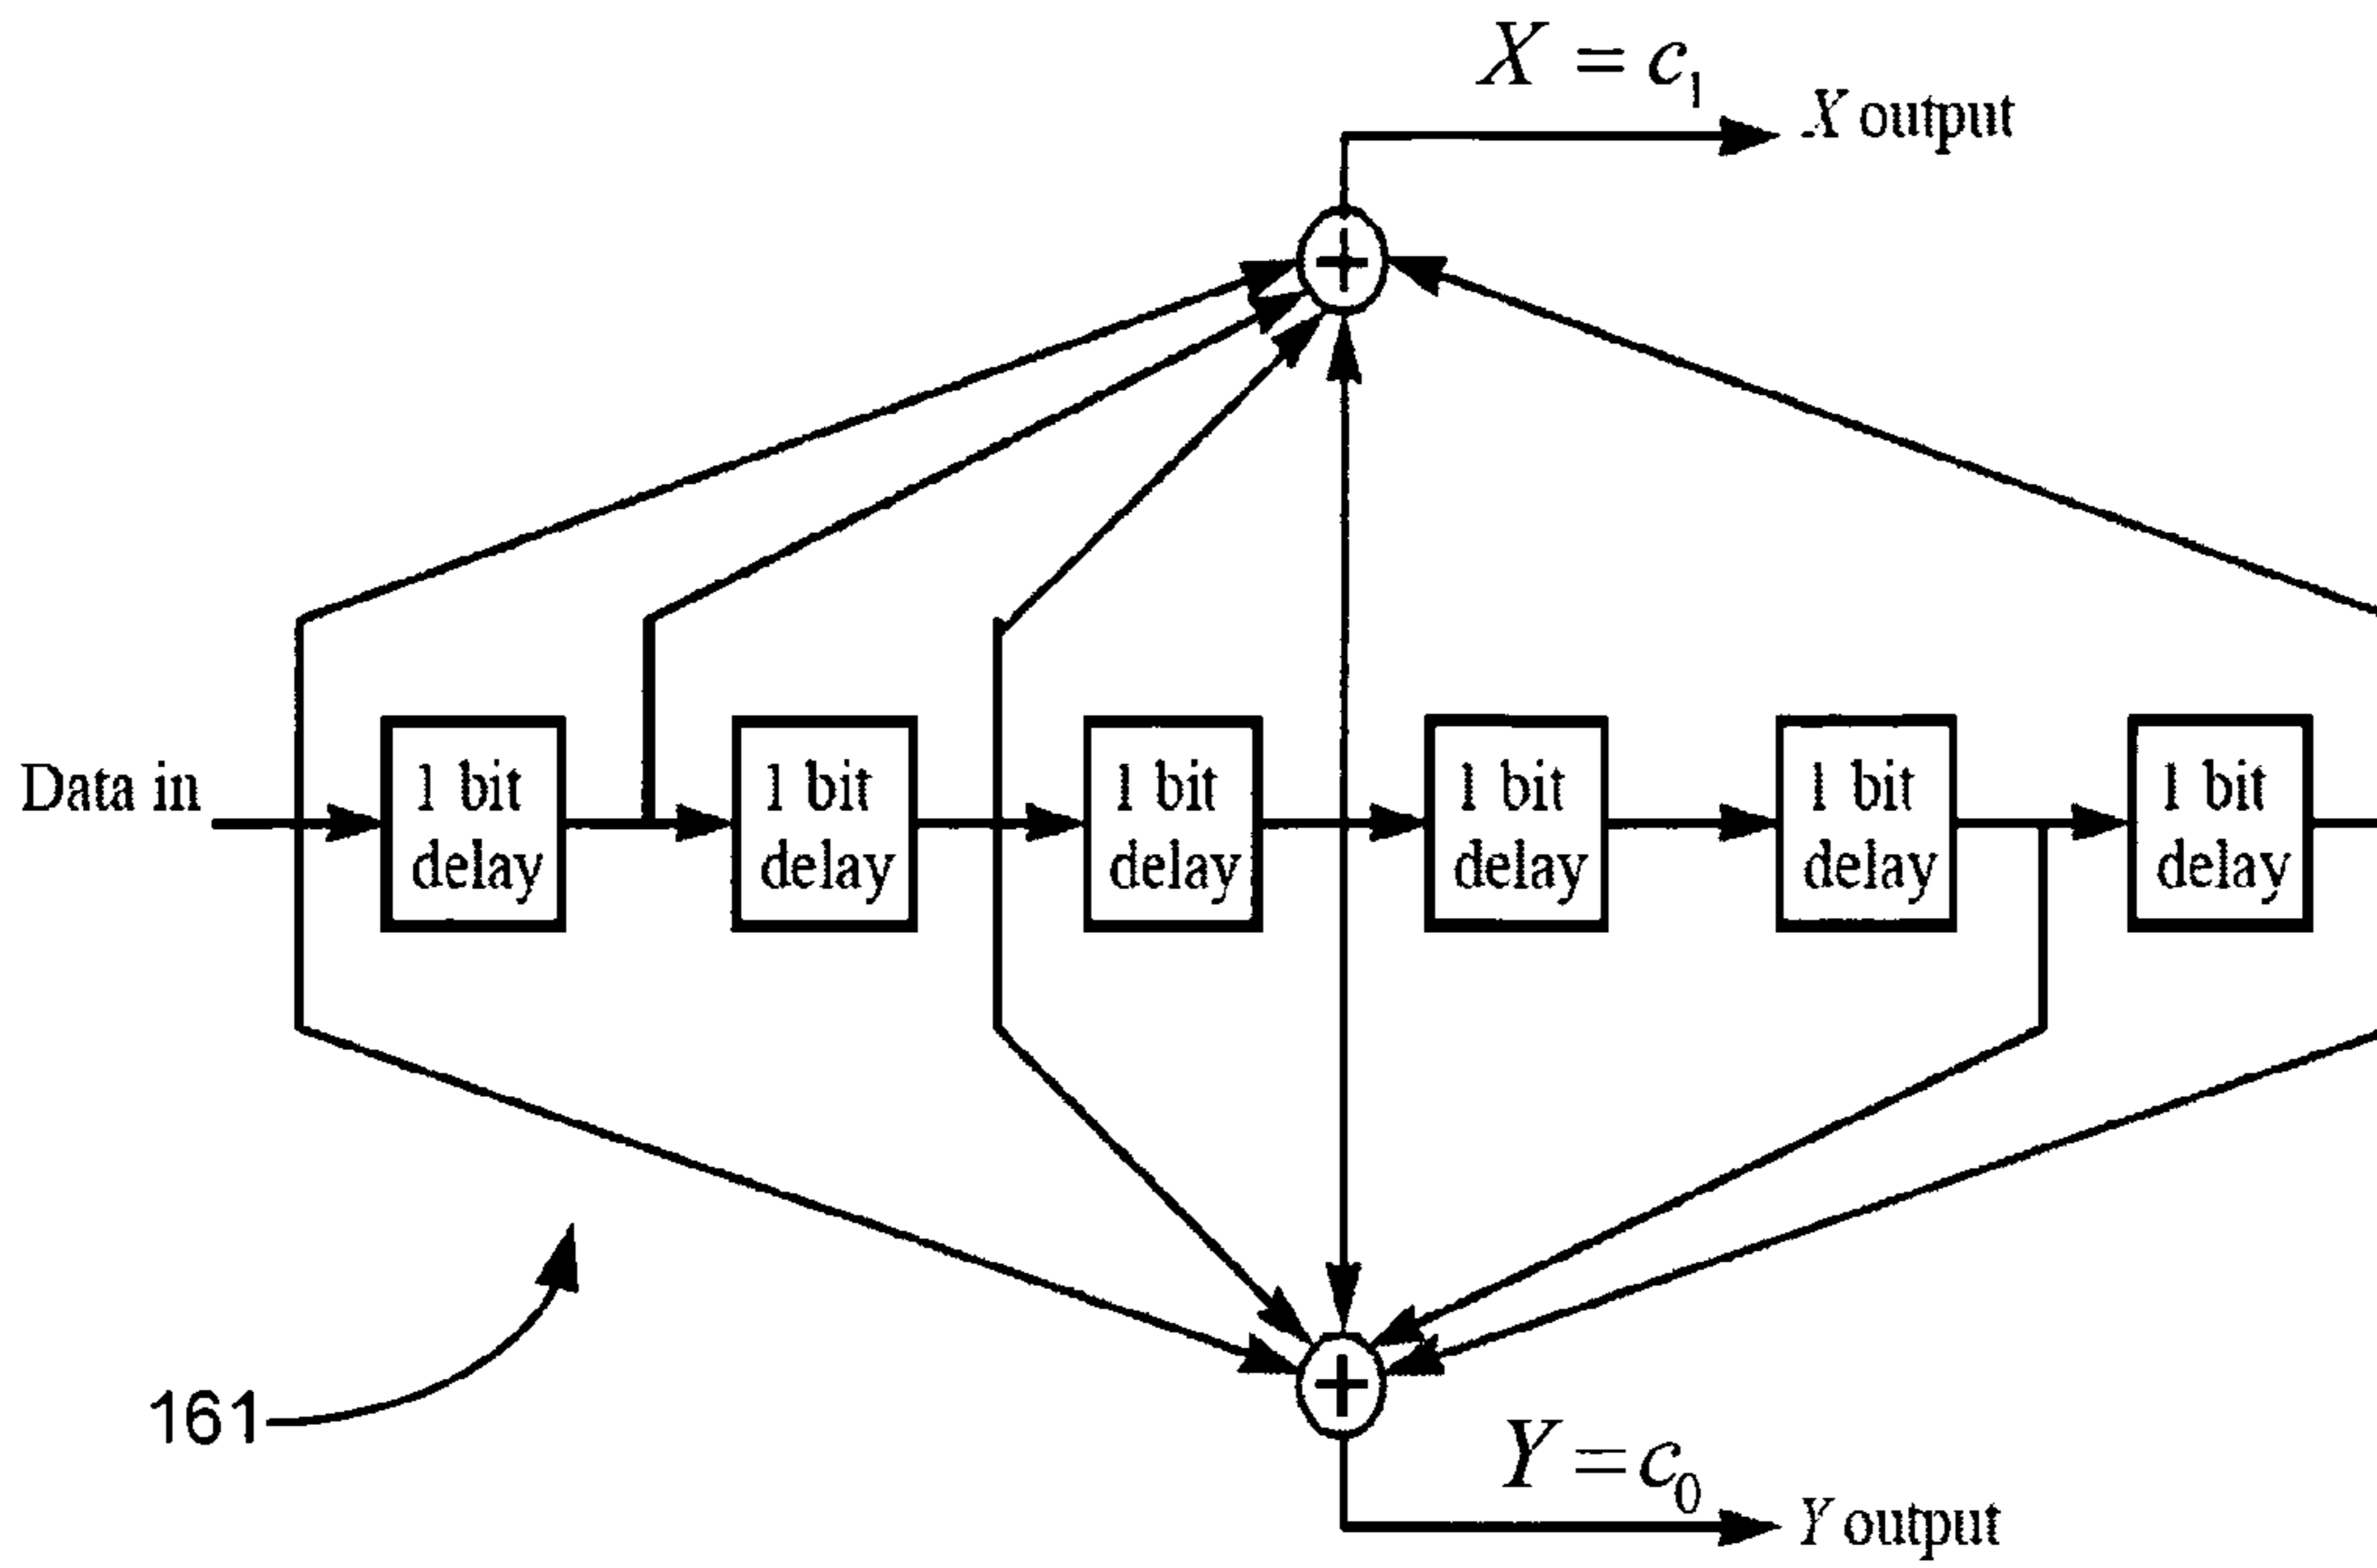 X = c₁
X output
+
Data in
1 bit delay
1 bit delay
1 bit delay
1 bit delay
1 bit delay
1 bit delay
161
+
Y = c₀
Y output